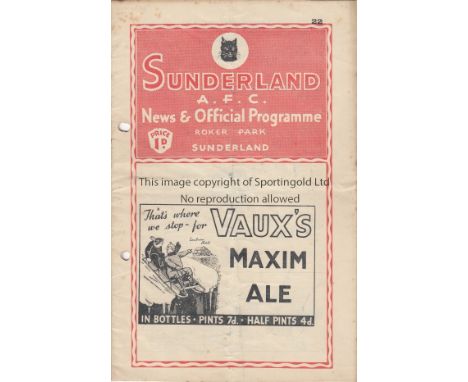 22
SUNDERLAND
A.F.C.
News & Official Programme
PRICE
1D
ROKER PARK
SUNDERLAND
This image copyright of Sportingold Ltd
No reproduction allowed
That's where
we stop-for
VAUX'S
MAXIM
ALE
IN BOTTLES · PINTS 7d. · HALF PINTS 4d.